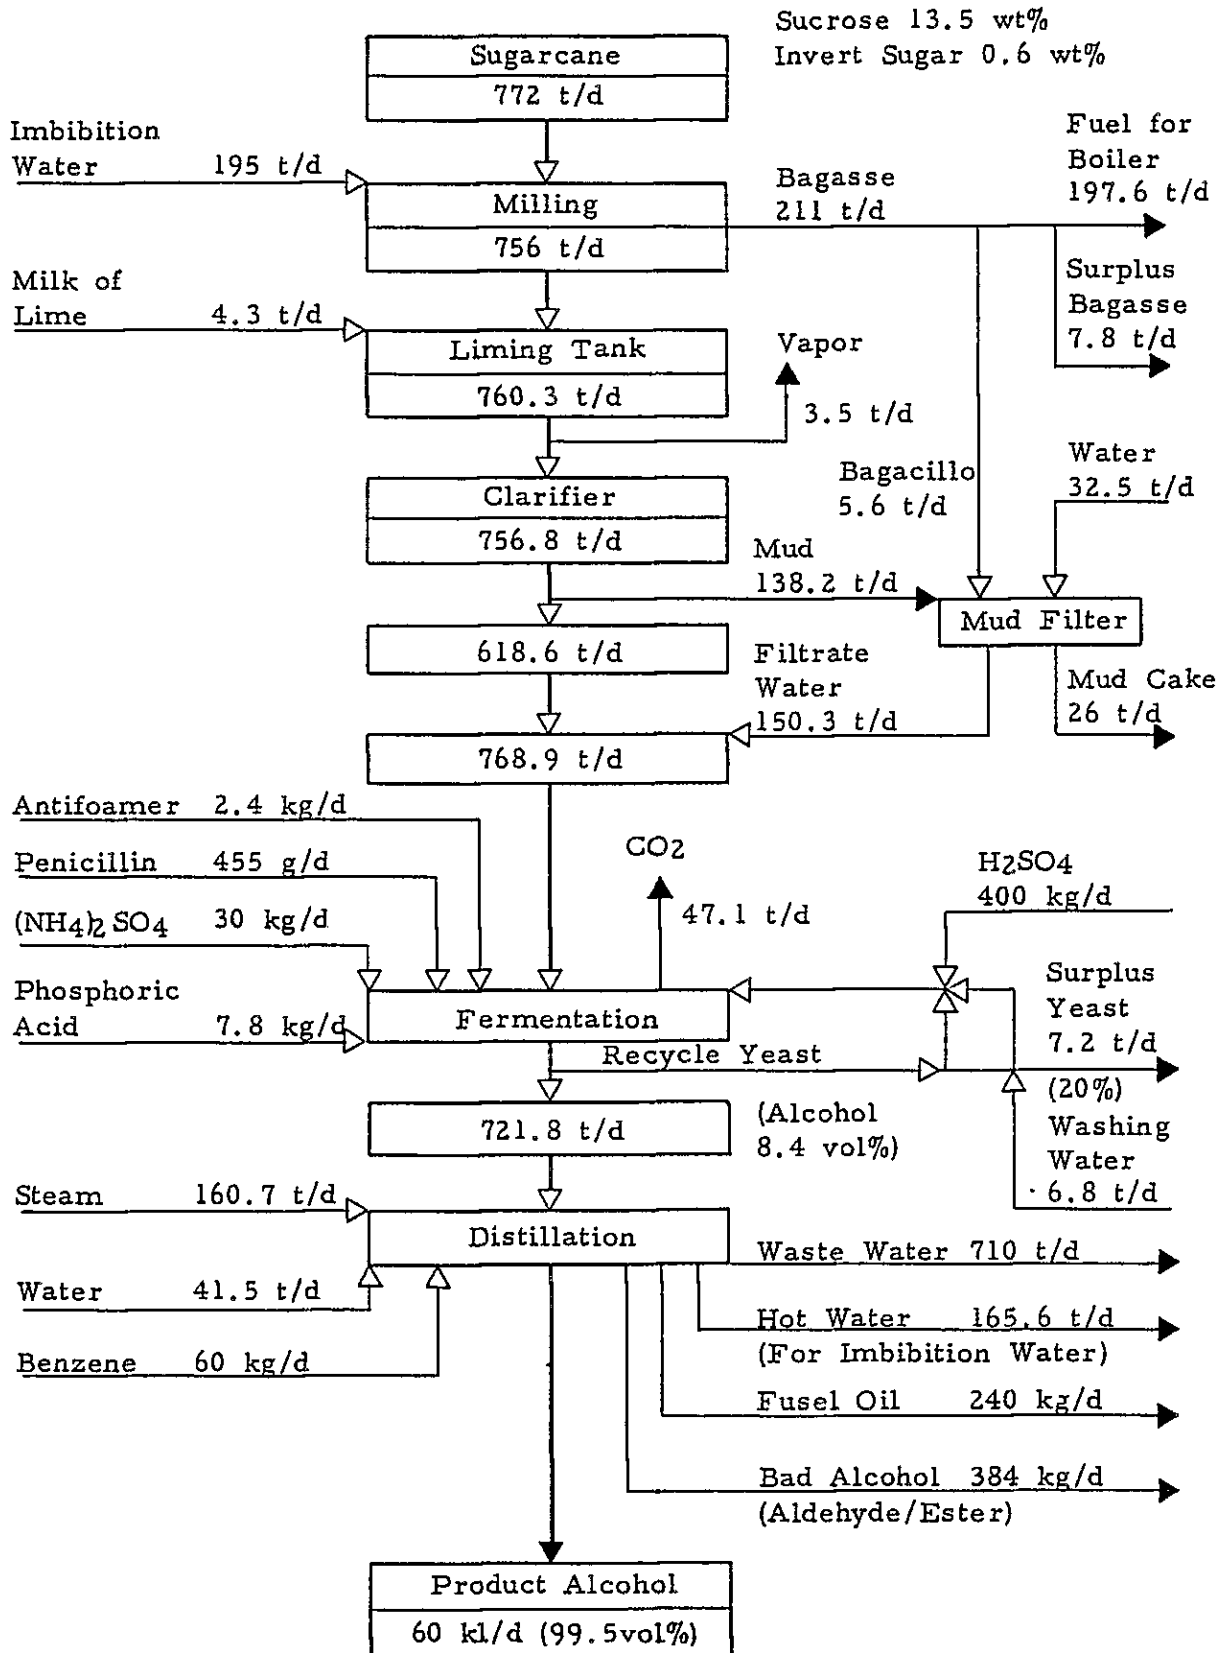 Sucrose 13.5 wt%
Invert Sugar 0.6 wt%
Sugarcane
772 t/d
Imbibition
Water 195 t/d
Fuel for
Boiler
197.6 t/d
Milling
756 t/d
Bagasse
211 t/d
Surplus
Bagasse
7.8 t/d
Milk of
Lime 4.3 t/d
Liming Tank
760.3 t/d
Vapor
3.5 t/d
Clarifier
756.8 t/d
Bagacillo
5.6 t/d
Water
32.5 t/d
Mud
138.2 t/d
Mud Filter
618.6 t/d
Filtrate
Water
150.3 t/d
Mud Cake
26 t/d
768.9 t/d
Antifoamer 2.4 kg/d
Penicillin 455 g/d
(NH4)2 SO4 30 kg/d
Phosphoric
Acid 7.8 kg/d
CO2
47.1 t/d
H2SO4
400 kg/d
Fermentation
Recycle Yeast
Surplus
Yeast
7.2 t/d
(20%)
Washing
Water
6.8 t/d
721.8 t/d
(Alcohol
8.4 vol%)
Steam 160.7 t/d
Distillation
Water 41.5 t/d
Benzene 60 kg/d
Waste Water 710 t/d
Hot Water 165.6 t/d
(For Imbibition Water)
Fusel Oil 240 kg/d
Bad Alcohol 384 kg/d
(Aldehyde/Ester)
Product Alcohol
60 kl/d (99.5vol%)